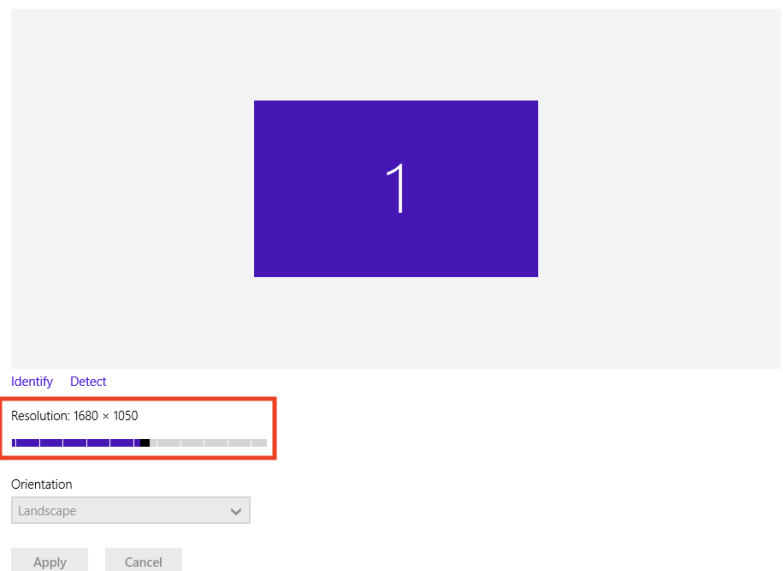 1
Identify Detect
Resolution: 1680 × 1050
Orientation
Landscape
Apply Cancel